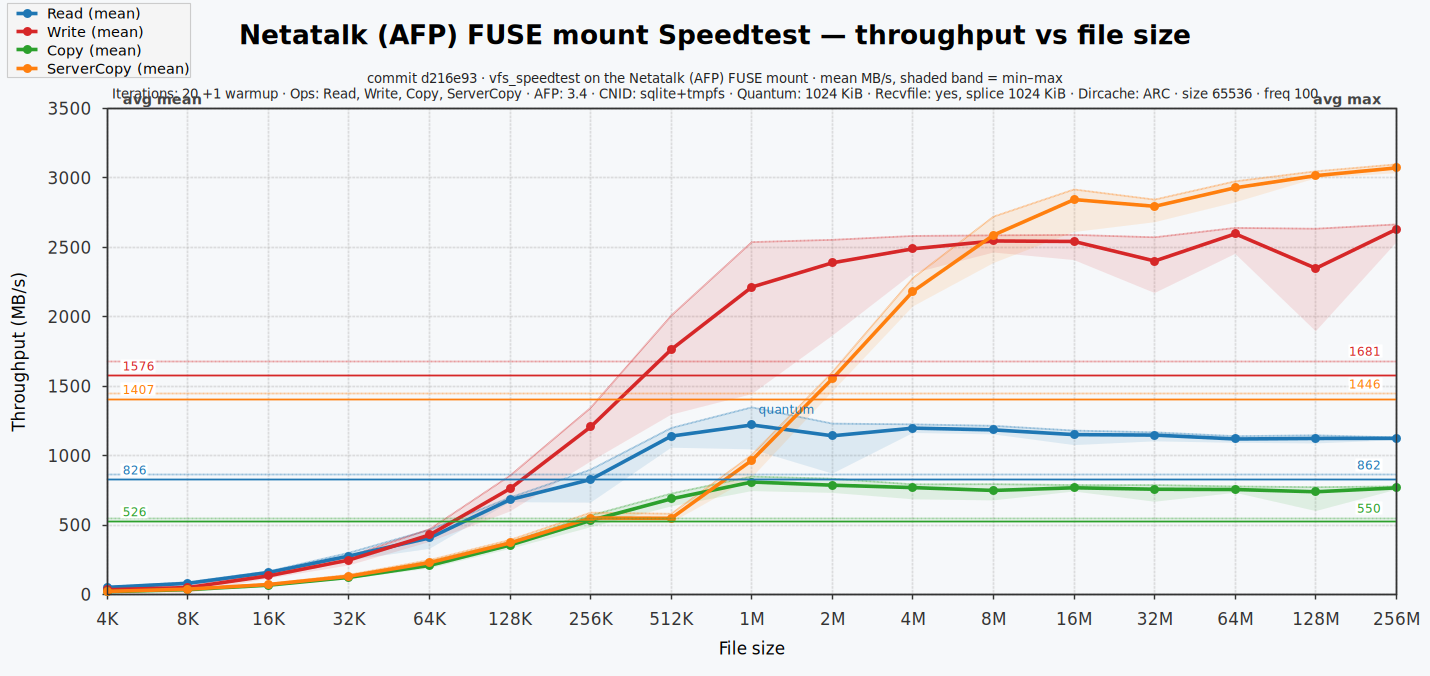 Read (mean)
Write (mean)
Copy (mean)
ServerCopy (mean)
Netatalk (AFP) FUSE mount Speedtest — throughput vs file size
commit d216e93 · vfs_speedtest on the Netatalk (AFP) FUSE mount · mean MB/s, shaded band = min–max
Iterations: 20 +1 warmup · Ops: Read, Write, Copy, ServerCopy · AFP: 3.4 · CNID: sqlite+tmpfs · Quantum: 1024 KiB · Recvfile: yes, splice 1024 KiB · Dircache: ARC · size 65536 · freq 100
avg mean
avg max
3500
3000
2500
2000
1500
1000
500
0
Throughput (MB/s)
1576
1681
1407
1446
quantum
826
862
526
550
4K 8K 16K 32K 64K 128K 256K 512K 1M 2M 4M 8M 16M 32M 64M 128M 256M
File size